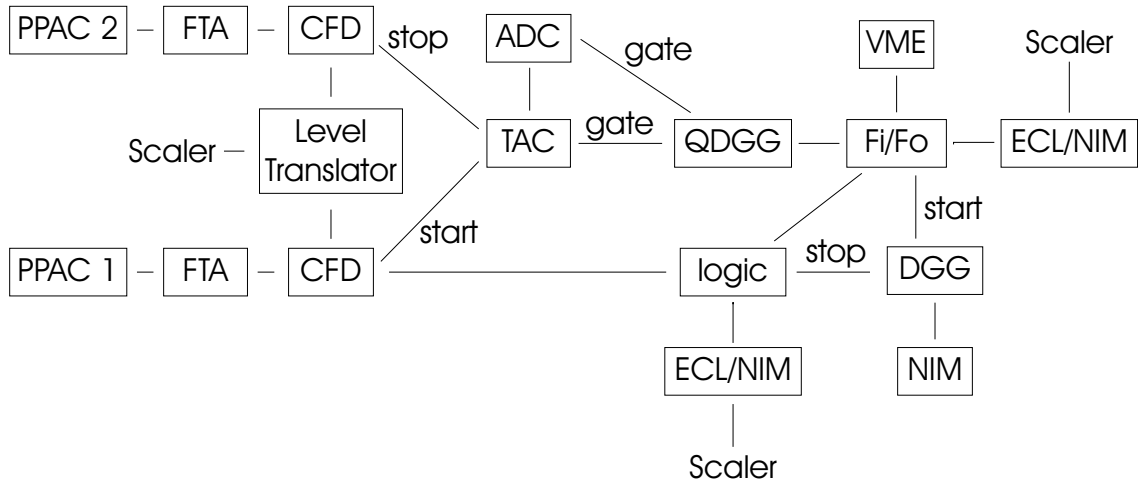 PPAC 2
FTA
CFD
stop
ADC
gate
VME
Scaler
Scaler
Level
Translator
TAC
gate
QDGG
Fi/Fo
ECL/NIM
start
start
PPAC 1
FTA
CFD
logic
stop
DGG
ECL/NIM
NIM
Scaler